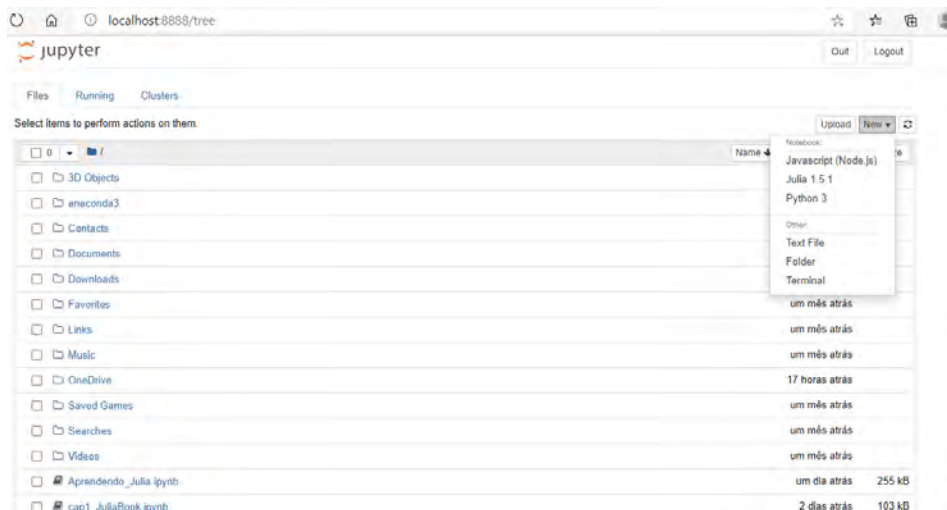 localhost:8888/tree
jupyter
Quit Logout
Files Running Clusters
Select items to perform actions on them.
Upload New
0 /
Name
Notebook:
Javascript (Node.js)
Julia 1.5.1
Python 3
Other:
Text File
Folder
Terminal
3D Objects
anaconda3
Contacts
Documents
Downloads
Favorites um mês atrás
Links um mês atrás
Music um mês atrás
OneDrive 17 horas atrás
Saved Games um mês atrás
Searches um mês atrás
Videos um mês atrás
Aprendendo_Julia.ipynb um dia atrás 255 kB
cap1_JuliaBook.ipynb 2 dias atrás 103 kB